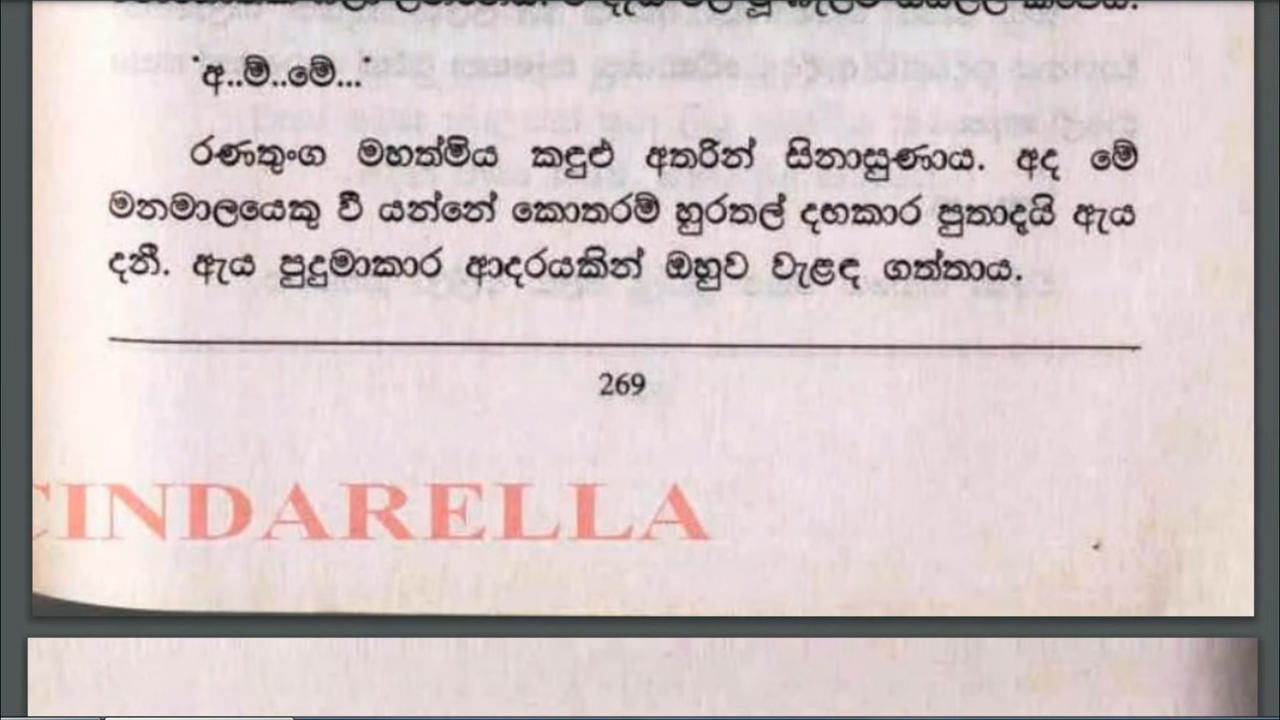 'අ..ම..මේ...'
රණතුංග මහත්මිය කඳුළු අතරින් සිනාසුණාය. අද මේ
මනමාලයෙකු වී යන්නේ කොතරම් හුරතල් දඟකාර පුතාදැයි ඇය
දනී. ඇය පුදුමාකාර ආදරයකින් ඔහුව වැළඳ ගත්තාය.
269
CINDARELLA